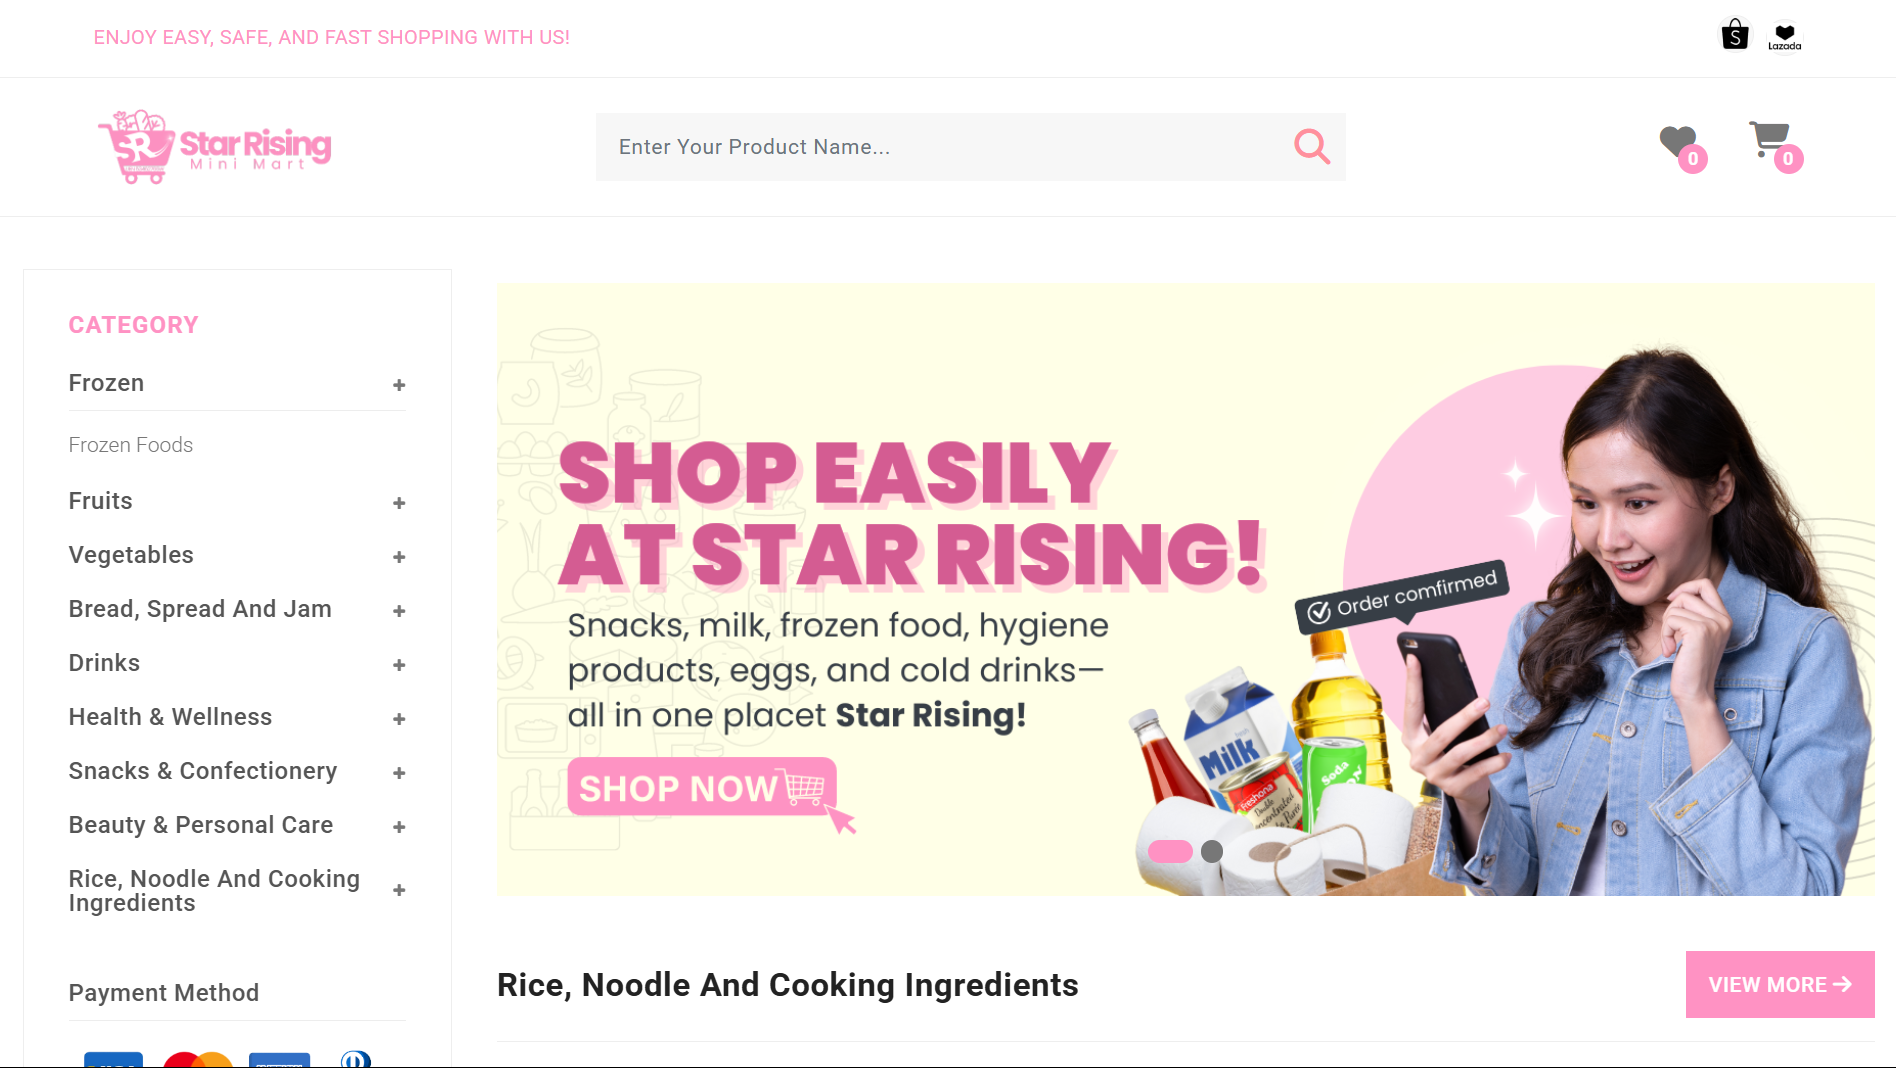 ENJOY EASY, SAFE, AND FAST SHOPPING WITH US!
S
Lazada
SR Star Rising
Mini Mart
Enter Your Product Name...
0
0
CATEGORY
Frozen
Frozen Foods
Fruits
Vegetables
Bread, Spread And Jam
Drinks
Health & Wellness
Snacks & Confectionery
Beauty & Personal Care
Rice, Noodle And Cooking
Ingredients
Payment Method
SHOP EASILY
AT STAR RISING!
Snacks, milk, frozen food, hygiene
products, eggs, and cold drinks—
all in one placet Star Rising!
SHOP NOW
Order comfirmed
fresh
Milk
Freshona
Double
Soda
Rice, Noodle And Cooking Ingredients
VIEW MORE